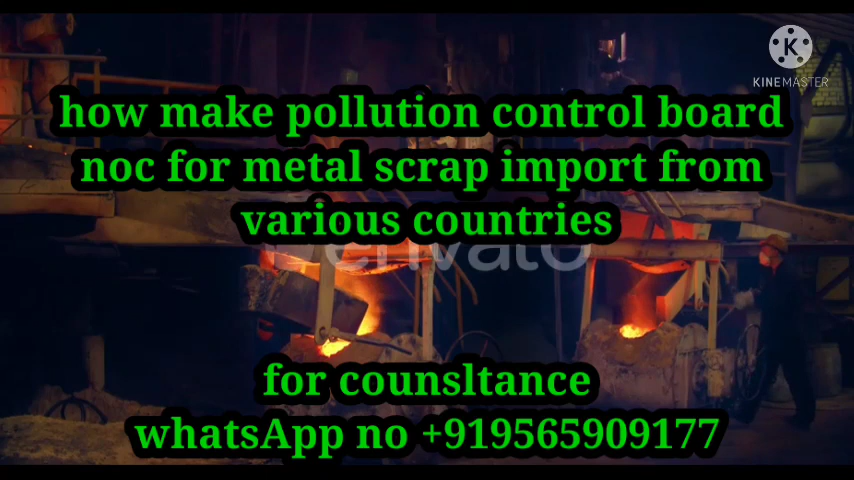 KINEMASTER
how make pollution control board
noc for metal scrap import from
various countries
envato
for counsltance
whatsApp no +919565909177